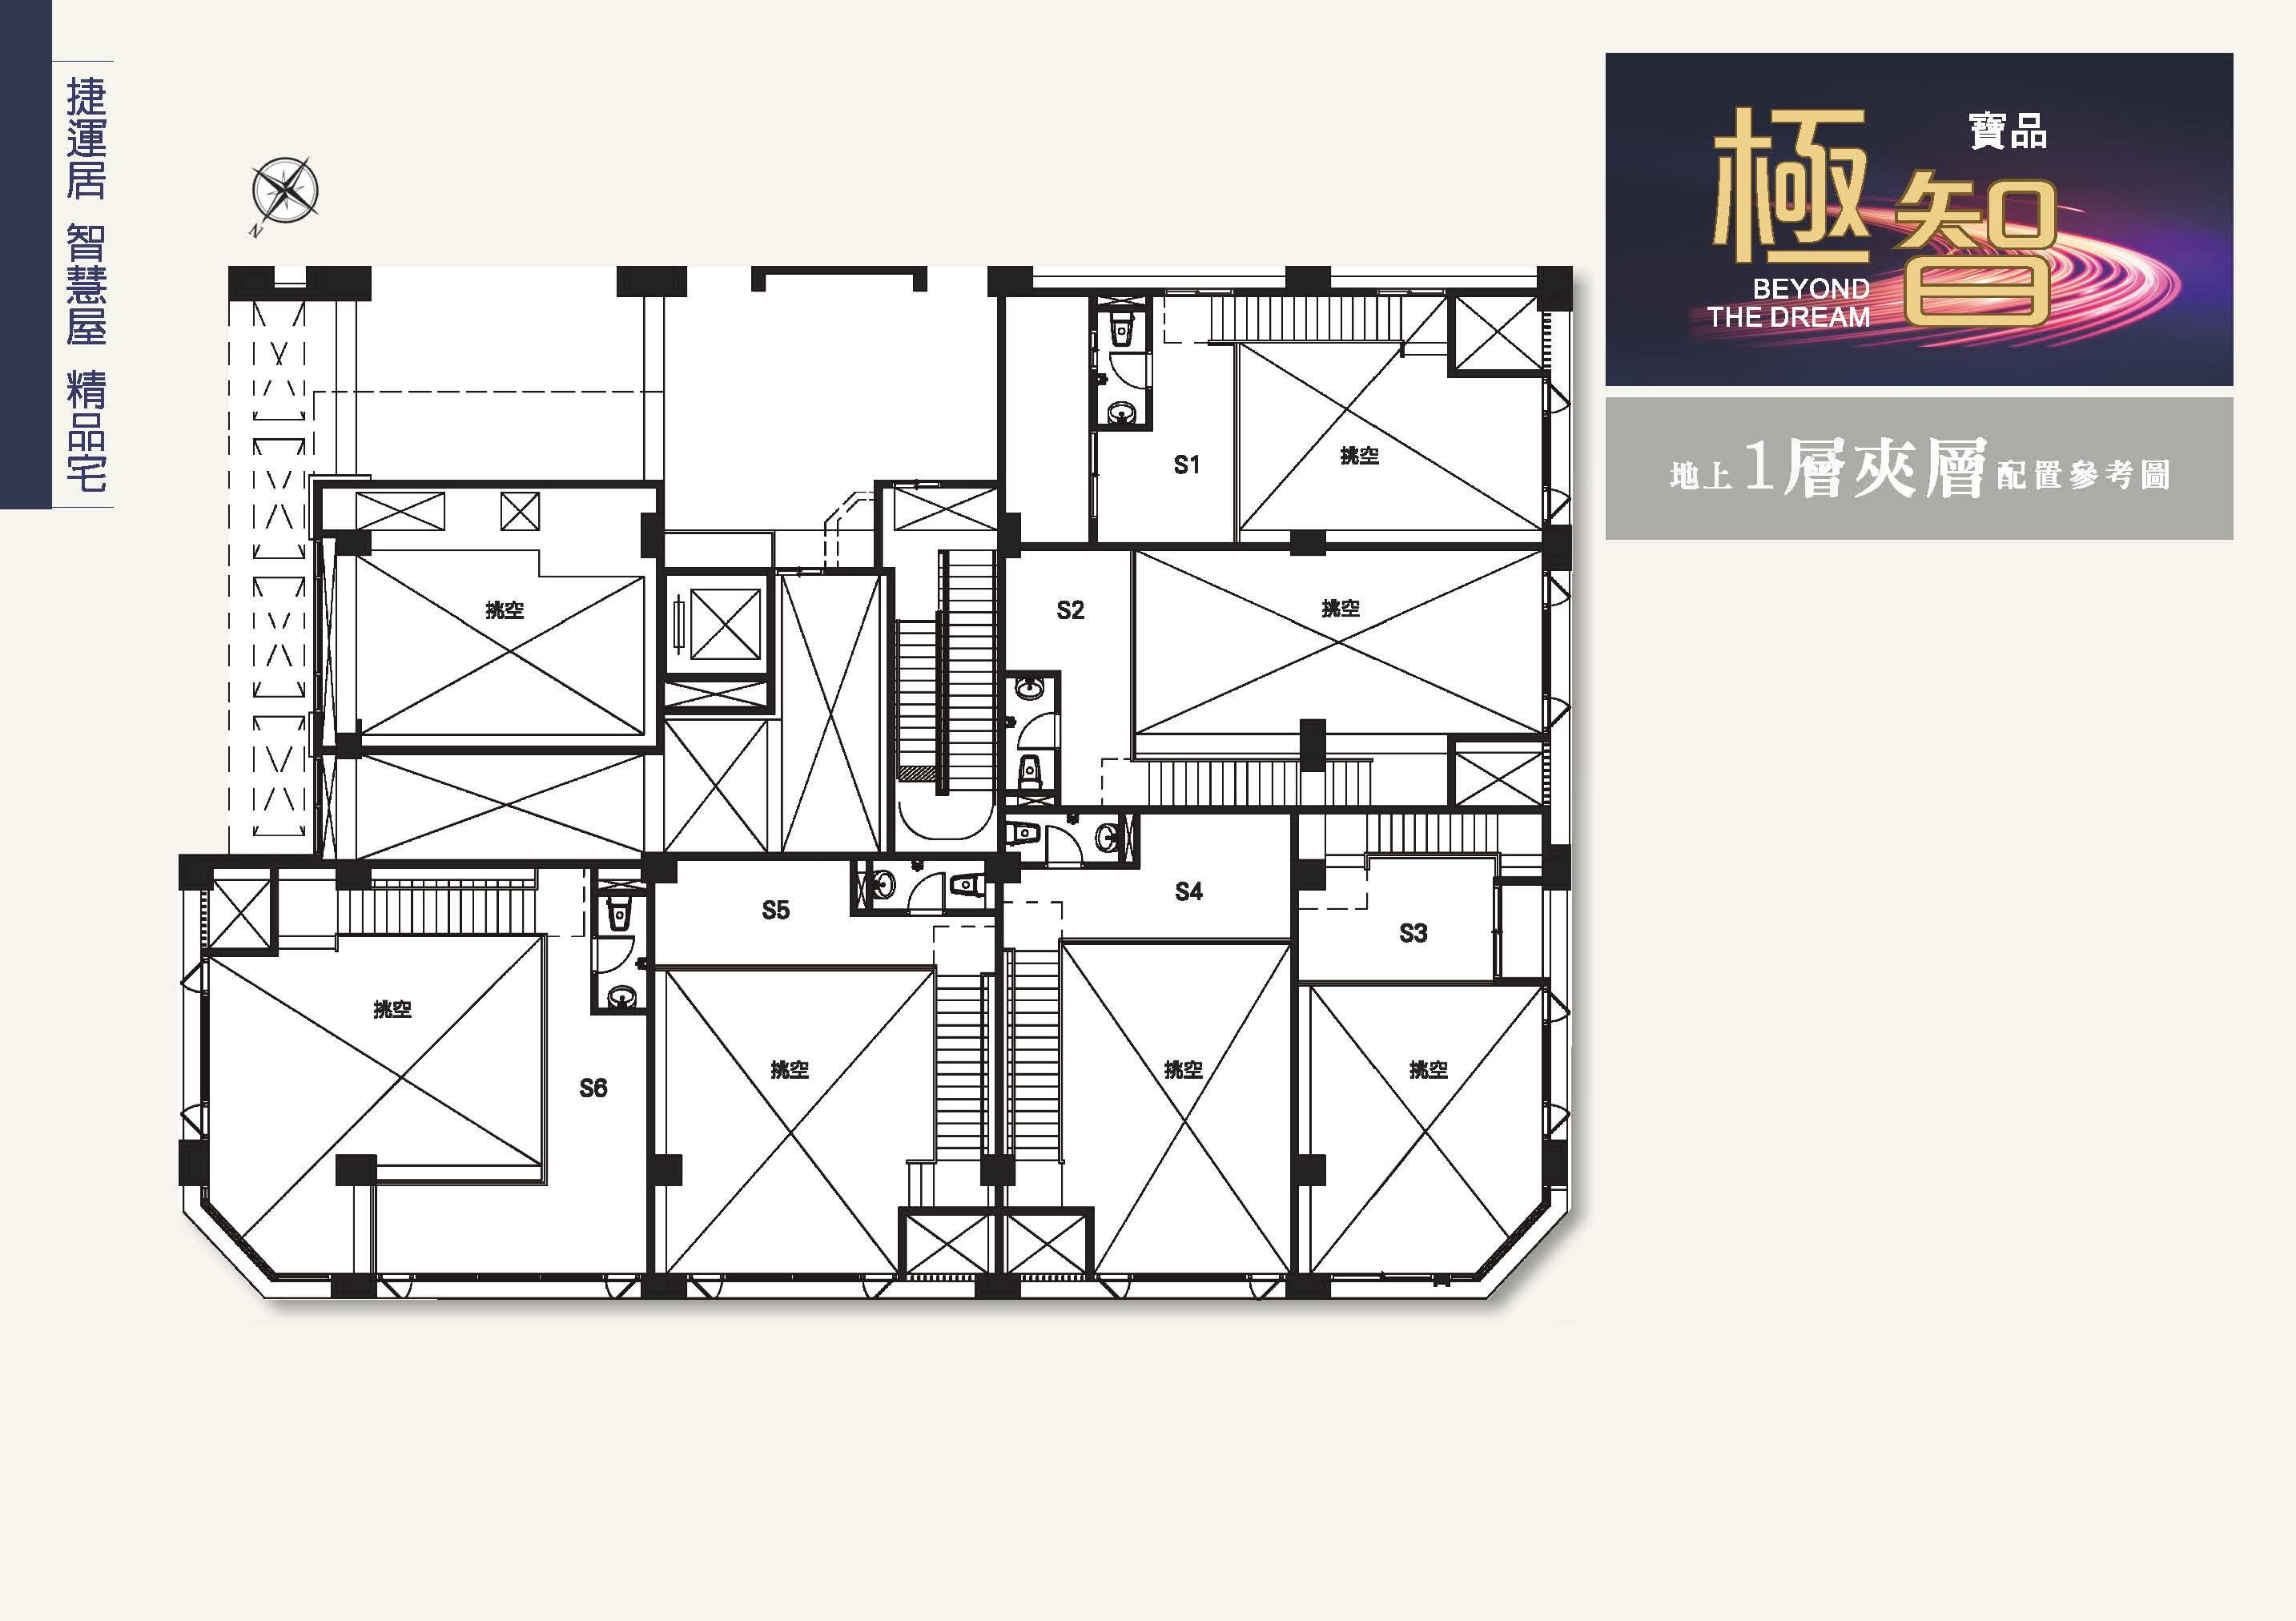 捷運居 智慧屋 精品宅
N
寶品
極智
BEYOND
THE DREAM
地上1層夾層配置參考圖
S1
挑空
挑空
S2
挑空
S5
S4
S3
挑空
挑空
挑空
挑空
S6